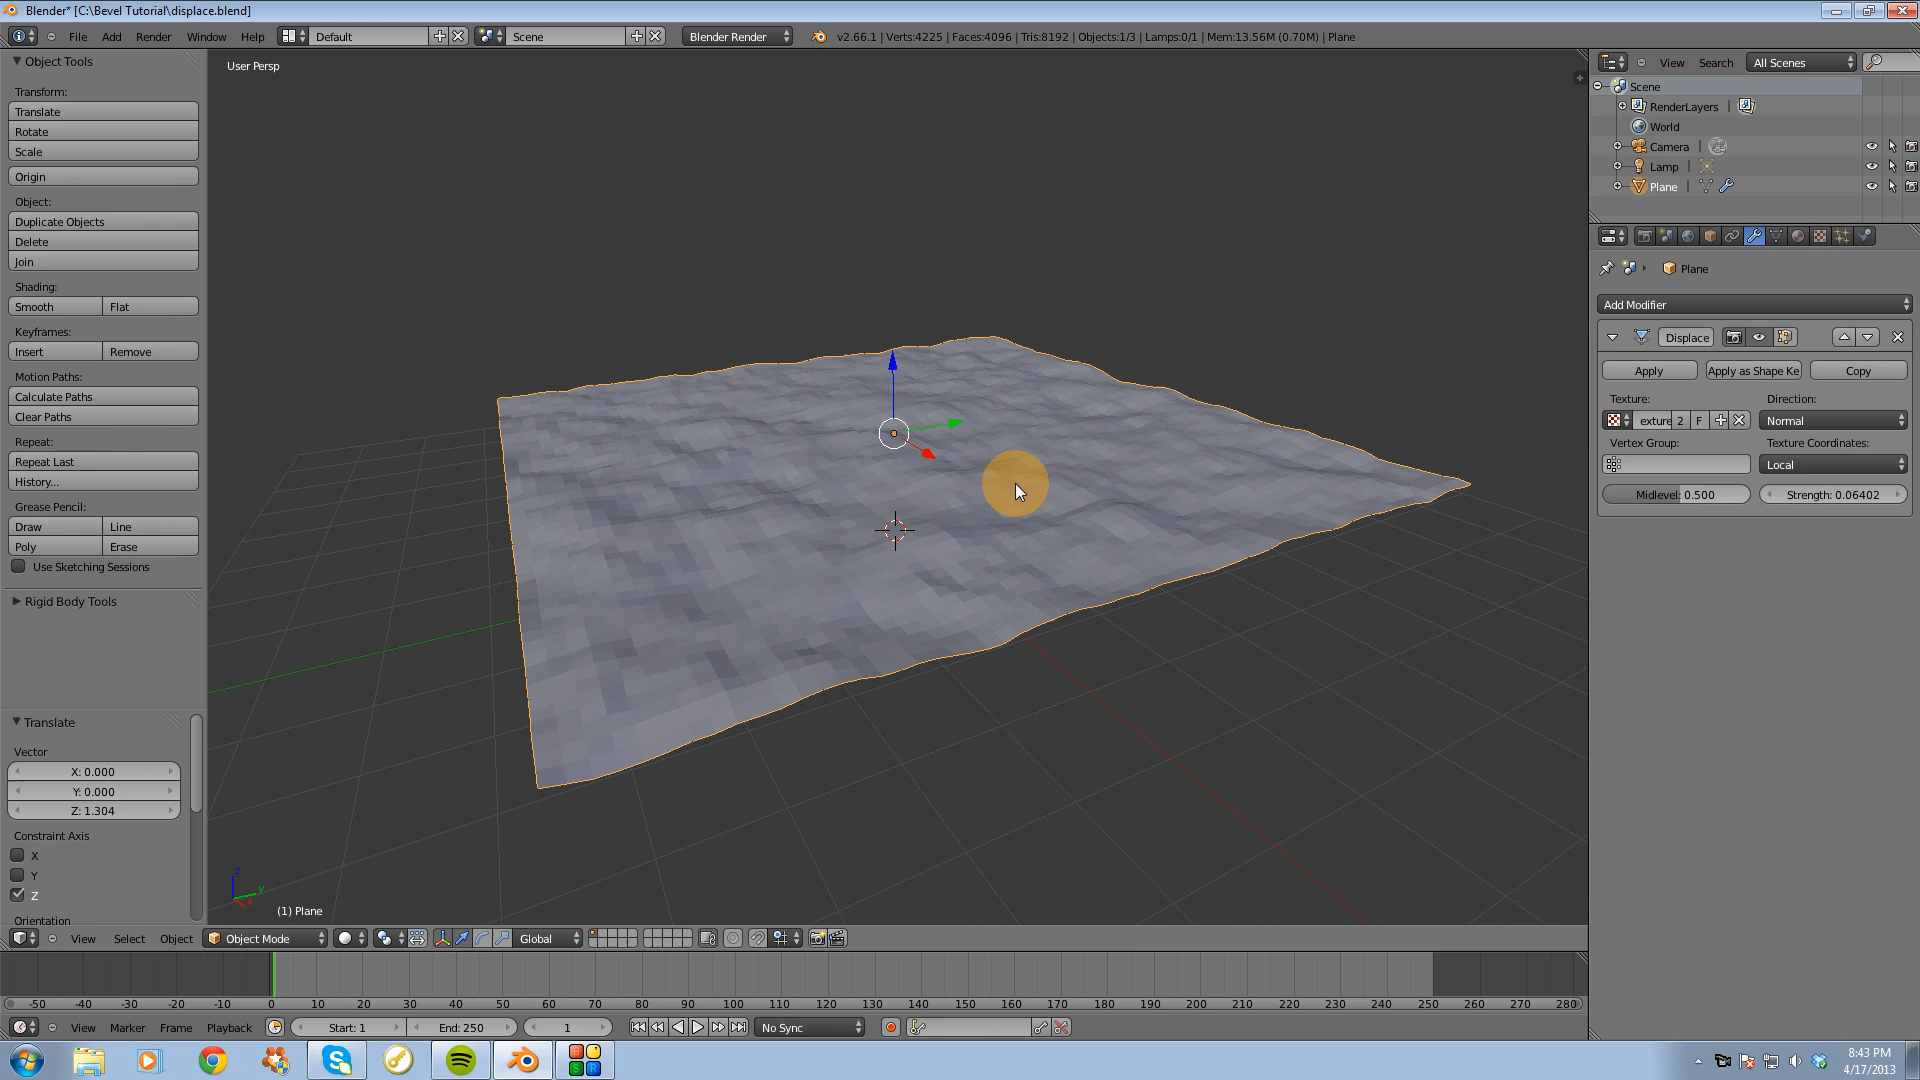 Blender* [C:\Bevel Tutorial\displace.blend]
File Add Render Window Help Default Scene Blender Render v2.66.1 | Verts:4225 | Faces:4096 | Tris:8192 | Objects:1/3 | Lamps:0/1 | Mem:13.56M (0.70M) | Plane
Object Tools
Transform:
Translate
Rotate
Scale
Origin
Object:
Duplicate Objects
Delete
Join
Shading:
Smooth Flat
Keyframes:
Insert Remove
Motion Paths:
Calculate Paths
Clear Paths
Repeat:
Repeat Last
History...
Grease Pencil:
Draw Line
Poly Erase
Use Sketching Sessions
Rigid Body Tools
Translate
Vector
X: 0.000
Y: 0.000
Z: 1.304
Constraint Axis
X
Y
Z
Orientation
User Persp
z
y
(1) Plane
View Select Object Object Mode Global
-50 -40 -30 -20 -10 0 10 20 30 40 50 60 70 80 90 100 110 120 130 140 150 160 170 180 190 200 210 220 230 240 250 260 270 280
View Marker Frame Playback Start: 1 End: 250 1 No Sync
View Search All Scenes
Scene
RenderLayers |
World
Camera |
Lamp |
Plane |
Plane
Add Modifier
Displace
Apply Apply as Shape Ke Copy
Texture: Direction:
exture 2 F Normal
Vertex Group: Texture Coordinates:
Local
Midlevel: 0.500 Strength: 0.06402
8:43 PM
4/17/2013